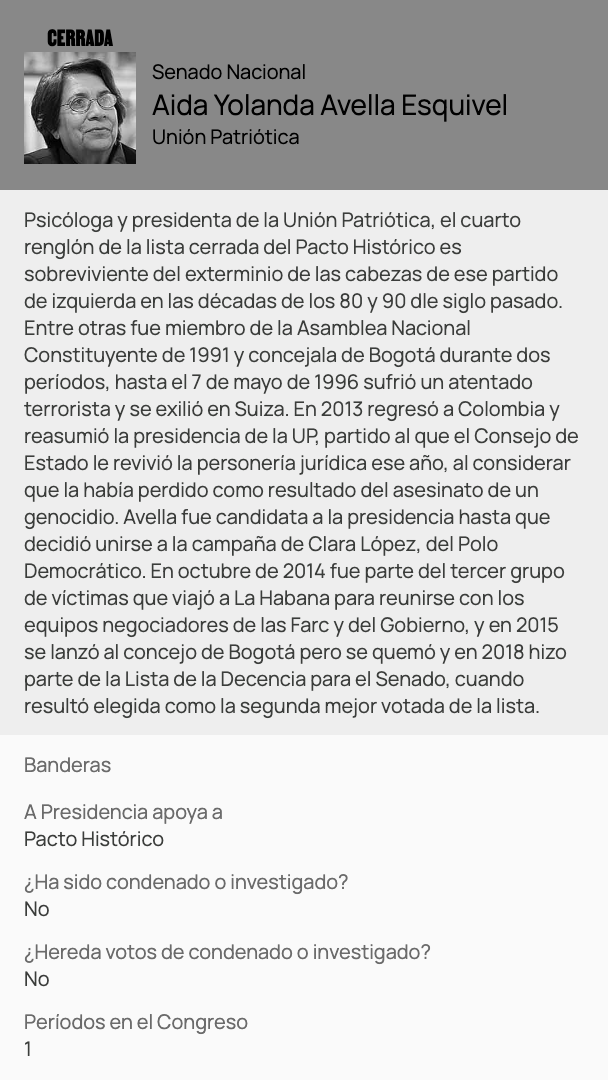 CERRADA
Senado Nacional
Aida Yolanda Avella Esquivel
Unión Patriótica
Psicóloga y presidenta de la Unión Patriótica, el cuarto
renglón de la lista cerrada del Pacto Histórico es
sobreviviente del exterminio de las cabezas de ese partido
de izquierda en las décadas de los 80 y 90 dle siglo pasado.
Entre otras fue miembro de la Asamblea Nacional
Constituyente de 1991 y concejala de Bogotá durante dos
períodos, hasta el 7 de mayo de 1996 sufrió un atentado
terrorista y se exilió en Suiza. En 2013 regresó a Colombia y
reasumió la presidencia de la UP, partido al que el Consejo de
Estado le revivió la personería jurídica ese año, al considerar
que la había perdido como resultado del asesinato de un
genocidio. Avella fue candidata a la presidencia hasta que
decidió unirse a la campaña de Clara López, del Polo
Democrático. En octubre de 2014 fue parte del tercer grupo
de víctimas que viajó a La Habana para reunirse con los
equipos negociadores de las Farc y del Gobierno, y en 2015
se lanzó al concejo de Bogotá pero se quemó y en 2018 hizo
parte de la Lista de la Decencia para el Senado, cuando
resultó elegida como la segunda mejor votada de la lista.
Banderas
A Presidencia apoya a
Pacto Histórico
¿Ha sido condenado o investigado?
No
¿Hereda votos de condenado o investigado?
No
Períodos en el Congreso
1